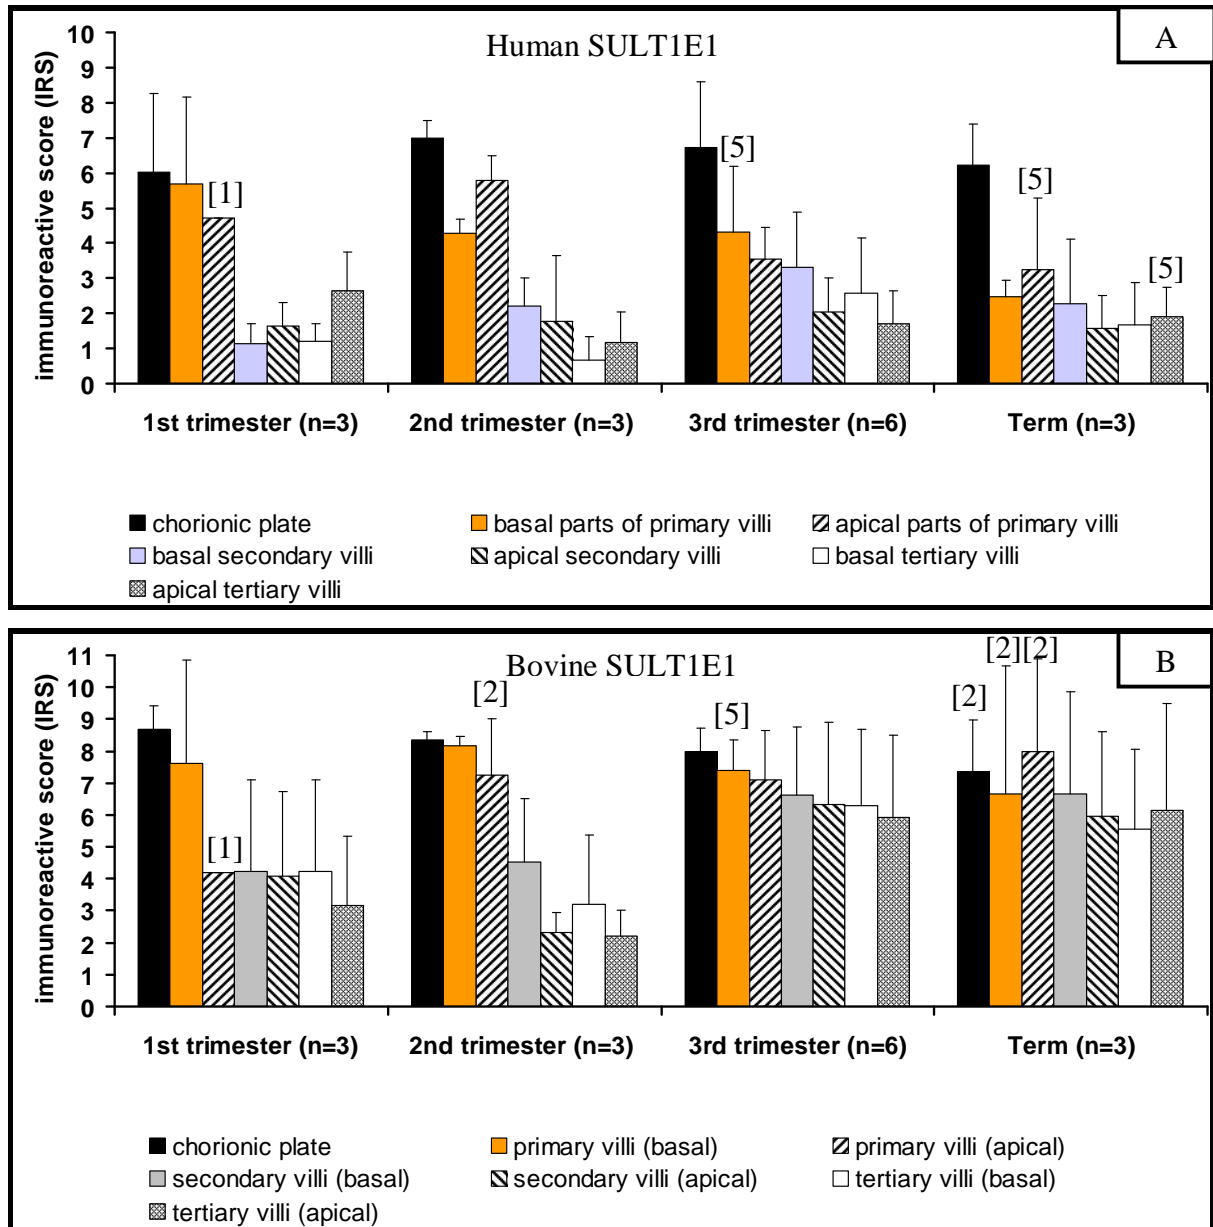 A
Human SULT1E1
immunoreactive score (IRS)
10
9
8
7
6
5
4
3
2
1
0
[1]
[5]
[5]
[5]
1st trimester (n=3) 2nd trimester (n=3) 3rd trimester (n=6) Term (n=3)
chorionic plate basal parts of primary villi apical parts of primary villi
basal secondary villi apical secondary villi basal tertiary villi
apical tertiary villi
B
Bovine SULT1E1
immunoreactive score (IRS)
11
10
9
8
7
6
5
4
3
2
1
0
[1]
[2]
[5]
[2]
[2][2]
1st trimester (n=3) 2nd trimester (n=3) 3rd trimester (n=6) Term (n=3)
chorionic plate primary villi (basal) primary villi (apical)
secondary villi (basal) secondary villi (apical) tertiary villi (basal)
tertiary villi (apical)